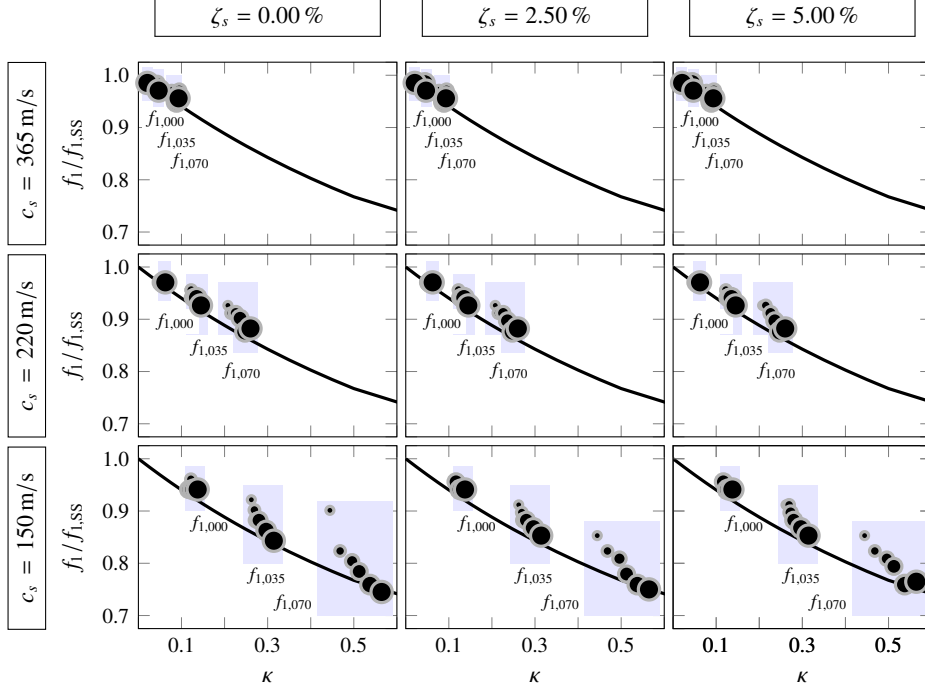 ζs = 0.00 % ζs = 2.50 % ζs = 5.00 %
cs = 365 m/s
f1/f1,ss
1.0
0.9
0.8
0.7
f1,000
f1,035
f1,070
f1,000
f1,035
f1,070
f1,000
f1,035
f1,070
cs = 220 m/s
f1/f1,ss
1.0
0.9
0.8
0.7
f1,000
f1,035
f1,070
f1,000
f1,035
f1,070
f1,000
f1,035
f1,070
cs = 150 m/s
f1/f1,ss
1.0
0.9
0.8
0.7
f1,000
f1,035
f1,070
f1,000
f1,035
f1,070
f1,000
f1,035
f1,070
0.1 0.3 0.5 0.1 0.3 0.5 0.1 0.3 0.5
κ κ κ